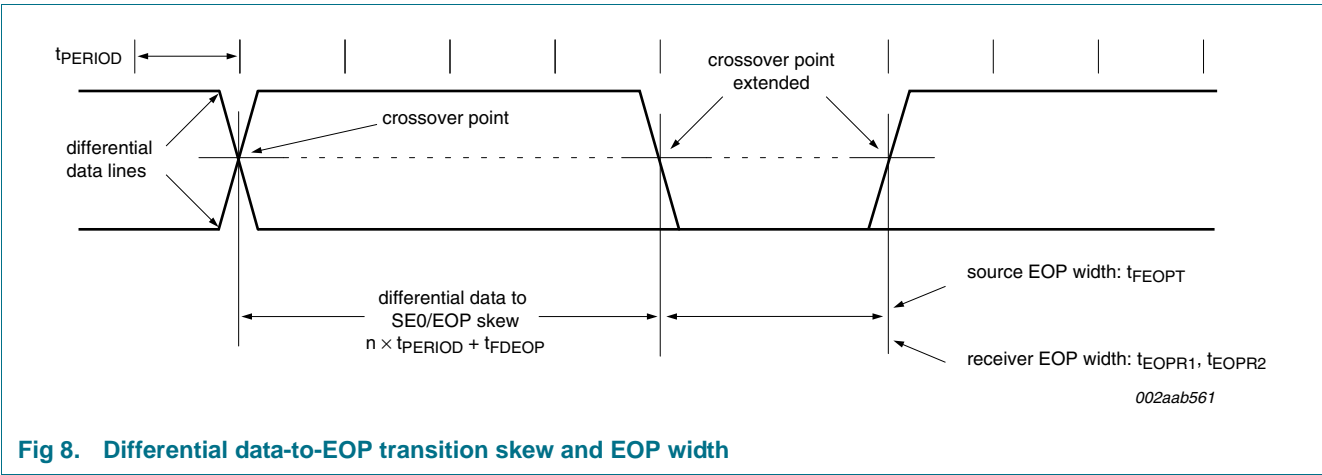 tPERIOD
crossover point
extended
crossover point
differential
data lines
source EOP width: tFEOPT
differential data to
SE0/EOP skew
n × tPERIOD + tFDEOP
receiver EOP width: tEOPR1, tEOPR2
002aab561
Fig 8. Differential data-to-EOP transition skew and EOP width